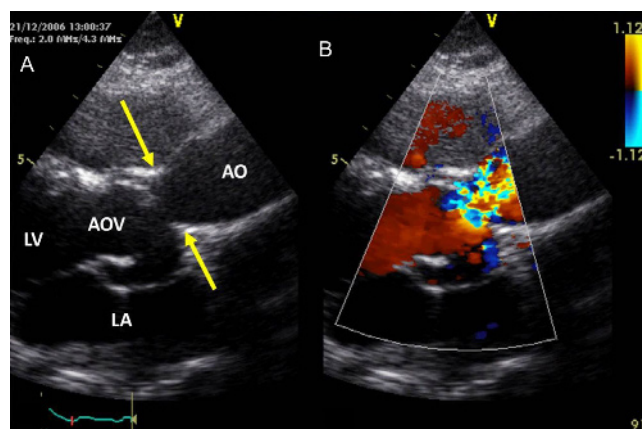 21/12/2006 13:00:37
Freq.: 2.0 MHz/4.3 MHz
V
V
A
B
1.12
-1.12
5
5
AO
AOV
LV
LA